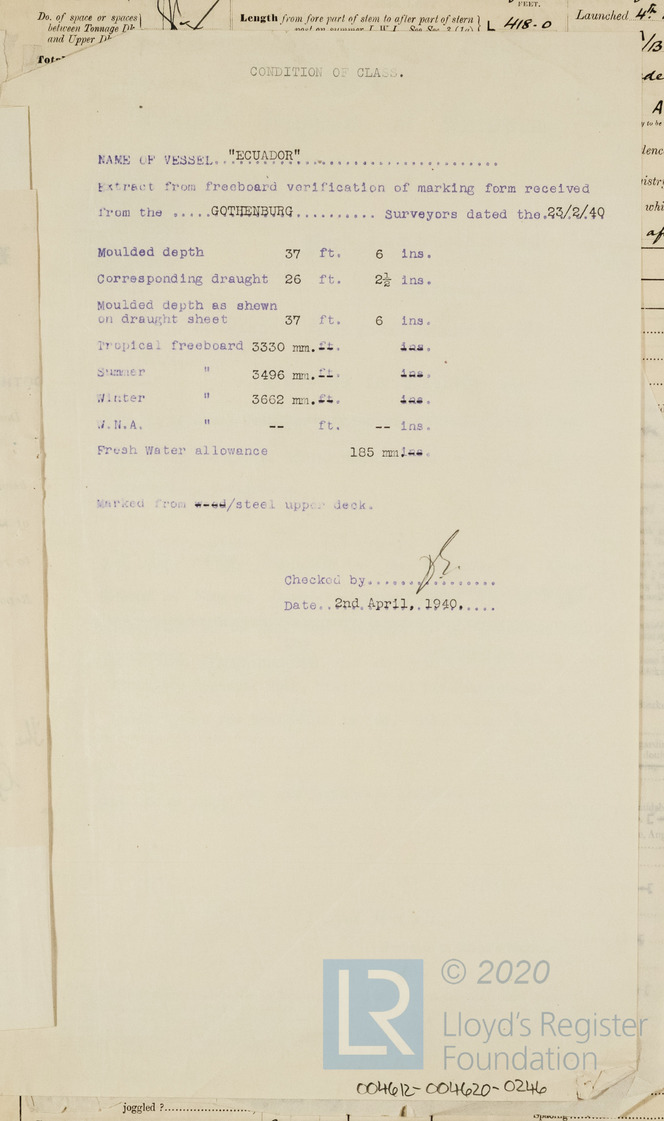 Do. of space or spaces
between Tonnage Dk
and Upper Dk
FEET.
Length from fore part of stem to after part of stern
L 418-0
Launched 4th
CONDITION OF CLASS.
NAME OF VESSEL. "ECUADOR"
Extract from freeboard verification of marking form received
from the .....GOTHENBURG.......... Surveyors dated the.23/2/40
Moulded depth 37 ft. 6 ins.
Corresponding draught 26 ft. 2½ ins.
Moulded depth as shewn
on draught sheet 37 ft. 6 ins.
Tropical freeboard 3330 mm. ft. ins.
Summer " 3496 mm. ft. ins.
Winter " 3662 mm. ft. ins.
W.N.A. " -- ft. -- ins.
Fresh Water allowance 185 mm. ins.
Marked from wood/steel upper deck.
Checked by
Date..2nd April, 1940.....
© 2020
Lloyd's Register
Foundation
LR
004612-004620-0246
joggled ?